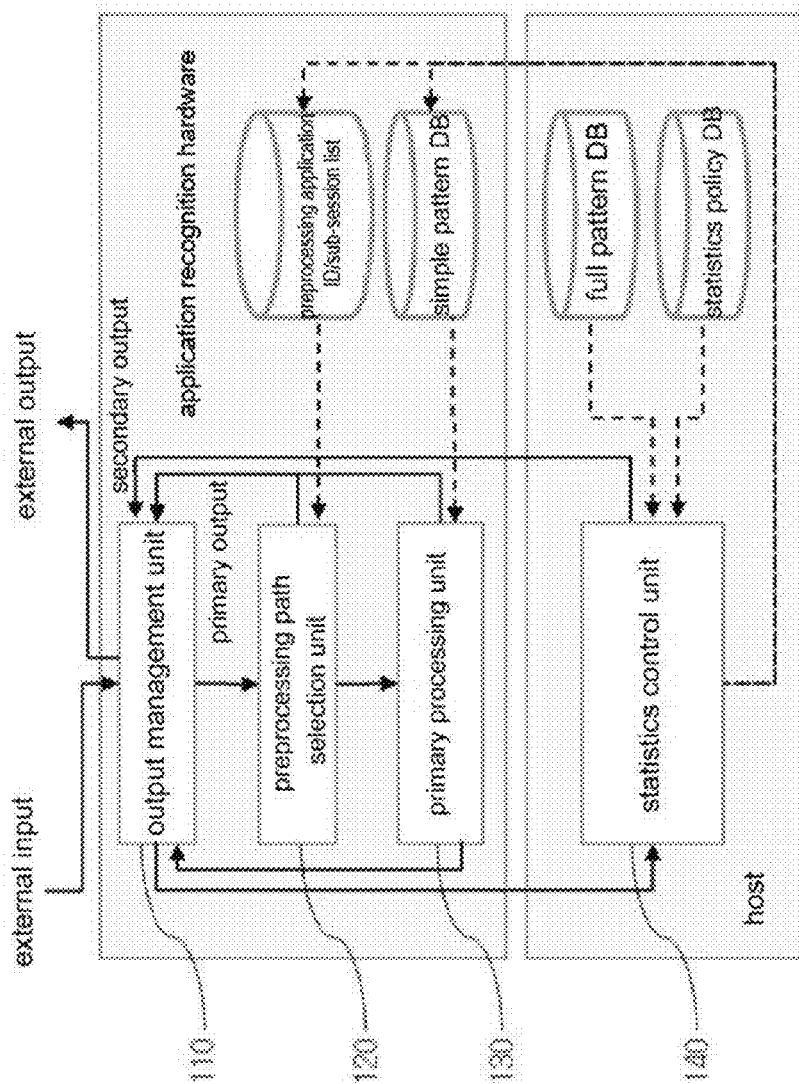 external input
external output
application recognition hardware
secondary output
output management unit
primary output
preprocessing path
selection unit
primary processing unit
preprocessing application
ID/sub-session list
simple pattern DB
statistics control unit
full pattern DB
statistics policy DB
host
110
120
130
140